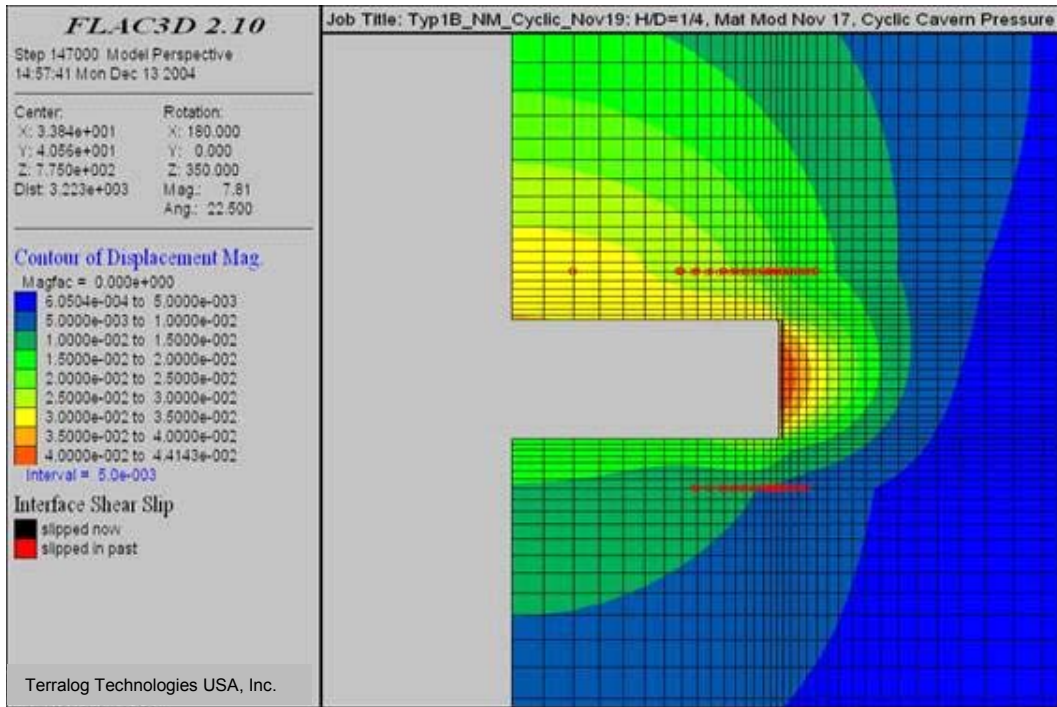 FLAC3D 2.10
Step 147000 Model Perspective
14:57:41 Mon Dec 13 2004
Center:
X: 3.384e+001
Y: 4.056e+001
Z: 7.750e+002
Dist: 3.223e+003
Rotation:
X: 180.000
Y: 0.000
Z: 350.000
Mag.: 7.81
Ang.: 22.500
Contour of Displacement Mag.
Magfac = 0.000e+000
6.0504e-004 to 5.0000e-003
5.0000e-003 to 1.0000e-002
1.0000e-002 to 1.5000e-002
1.5000e-002 to 2.0000e-002
2.0000e-002 to 2.5000e-002
2.5000e-002 to 3.0000e-002
3.0000e-002 to 3.5000e-002
3.5000e-002 to 4.0000e-002
4.0000e-002 to 4.4143e-002
Interval = 5.0e-003
Interface Shear Slip
slipped now
slipped in past
Terralog Technologies USA, Inc.
Job Title: Typ1B_NM_Cyclic_Nov19: H/D=1/4, Mat Mod Nov 17, Cyclic Cavern Pressure